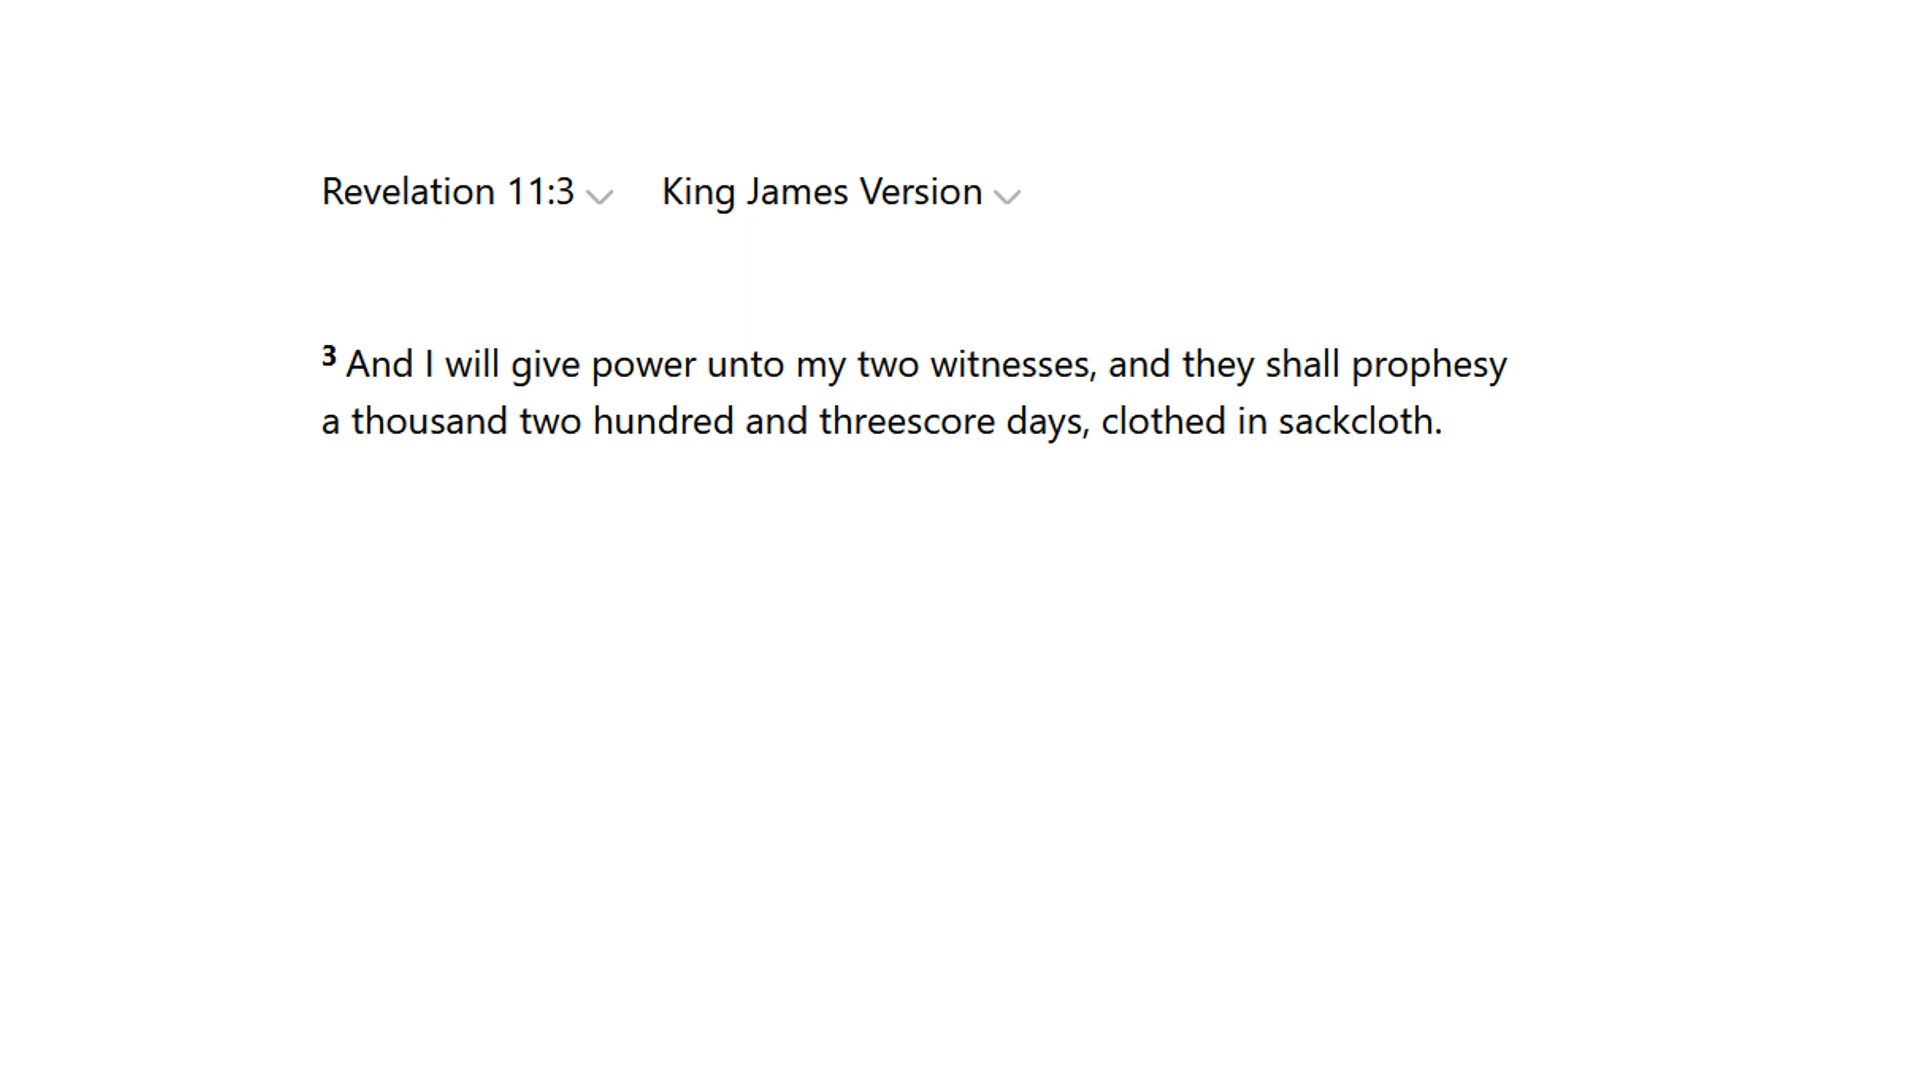 Revelation 11:3 King James Version
3 And I will give power unto my two witnesses, and they shall prophesy
a thousand two hundred and threescore days, clothed in sackcloth.